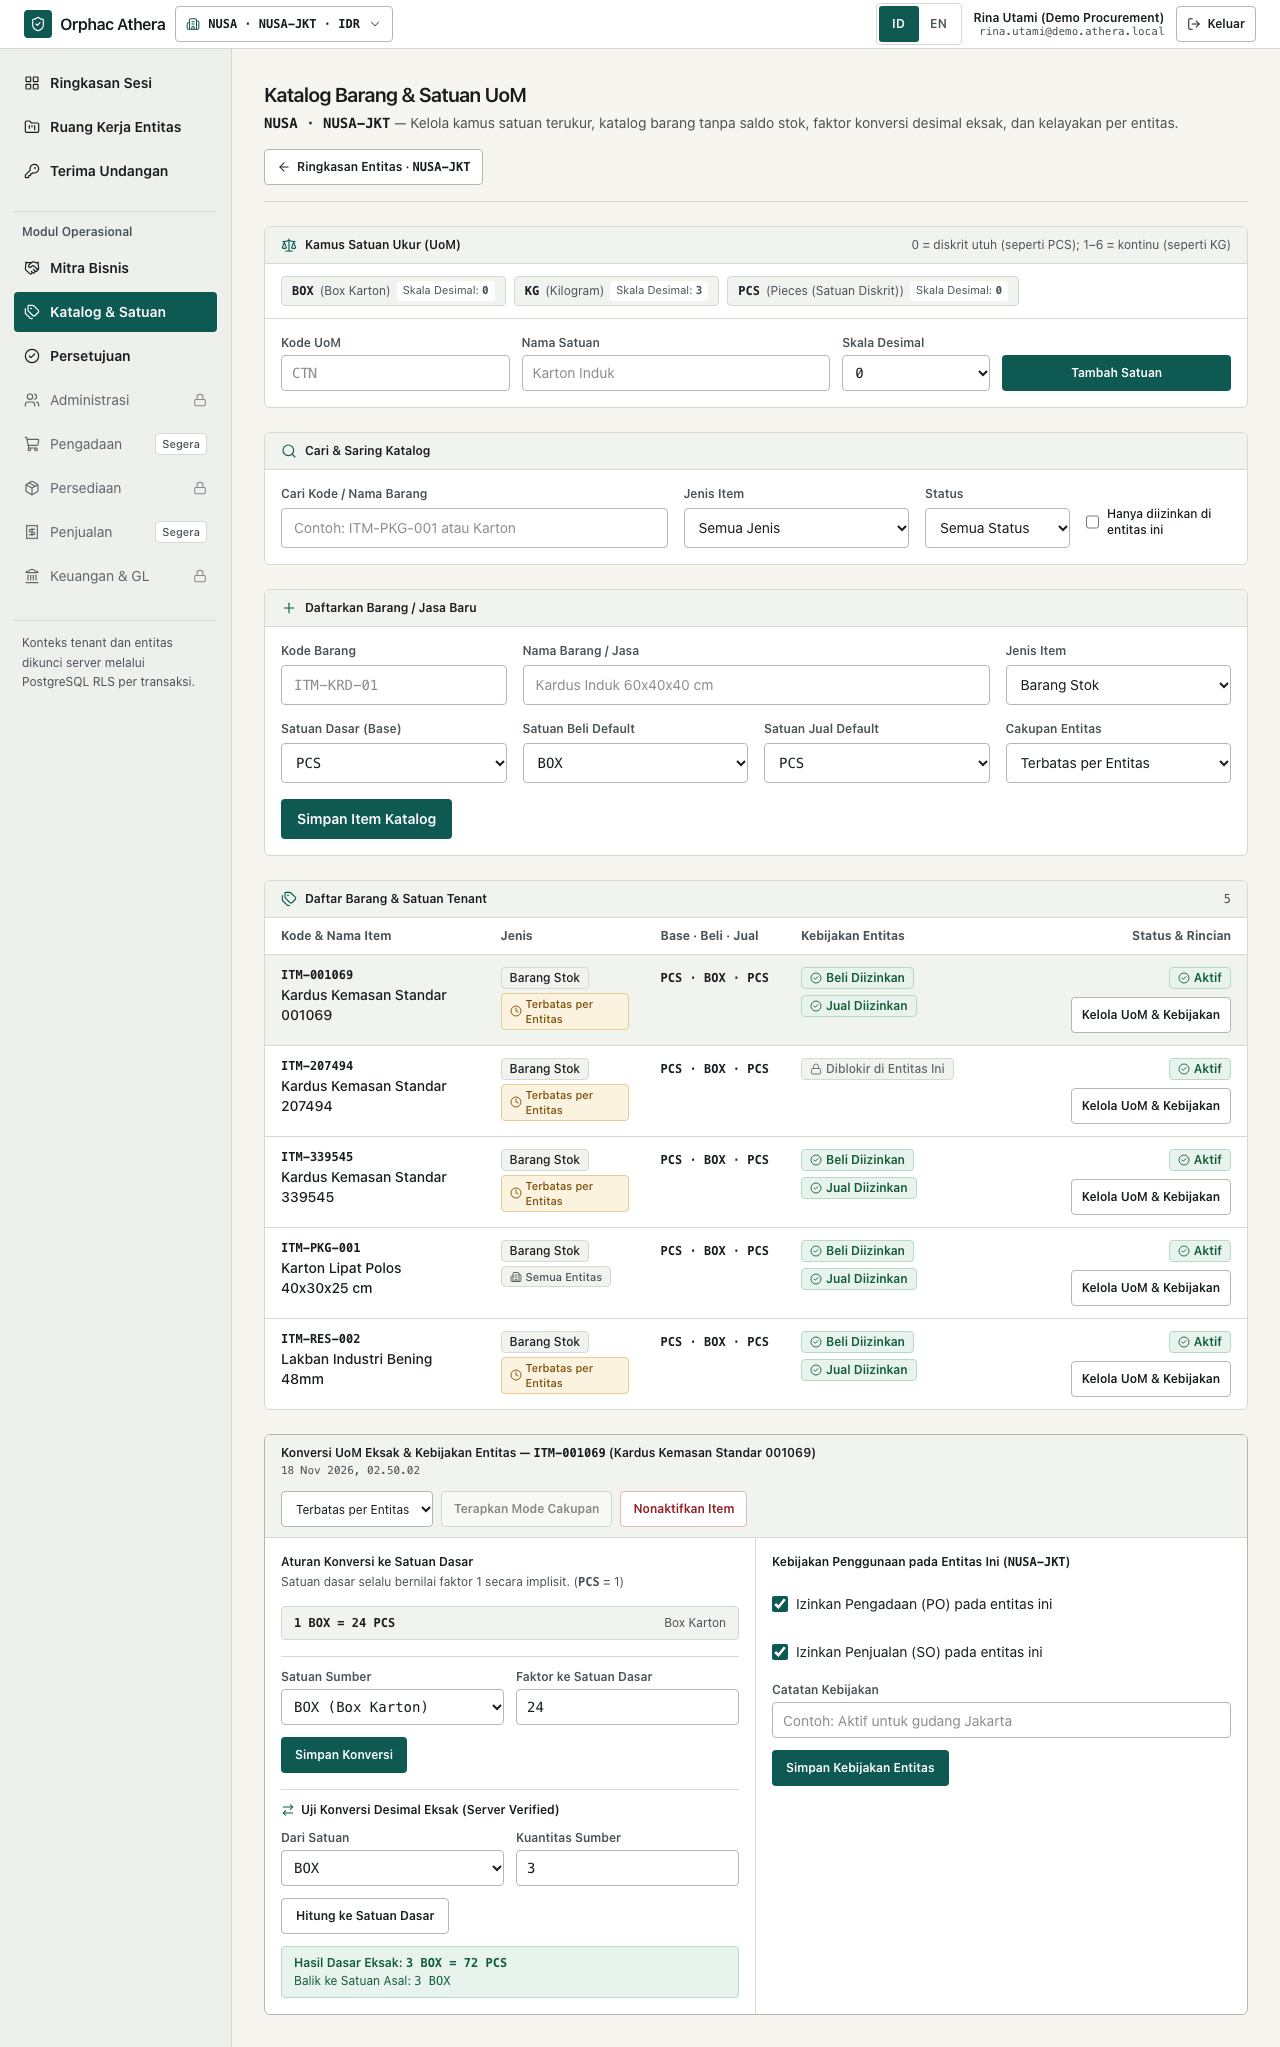 Orphac Athera
NUSA · NUSA-JKT · IDR
ID
EN
Rina Utami (Demo Procurement)
rina.utami@demo.athera.local
Keluar
Ringkasan Sesi
Ruang Kerja Entitas
Terima Undangan
Modul Operasional
Mitra Bisnis
Katalog & Satuan
Persetujuan
Administrasi
Pengadaan
Segera
Persediaan
Penjualan
Segera
Keuangan & GL
Konteks tenant dan entitas
dikunci server melalui
PostgreSQL RLS per transaksi.
Katalog Barang & Satuan UoM
NUSA · NUSA-JKT — Kelola kamus satuan terukur, katalog barang tanpa saldo stok, faktor konversi desimal eksak, dan kelayakan per entitas.
Ringkasan Entitas · NUSA-JKT
Kamus Satuan Ukur (UoM)
0 = diskrit utuh (seperti PCS); 1–6 = kontinu (seperti KG)
BOX (Box Karton) Skala Desimal: 0
KG (Kilogram) Skala Desimal: 3
PCS (Pieces (Satuan Diskrit)) Skala Desimal: 0
Kode UoM
Nama Satuan
Skala Desimal
CTN
Karton Induk
0
Tambah Satuan
Cari & Saring Katalog
Cari Kode / Nama Barang
Jenis Item
Status
Contoh: ITM-PKG-001 atau Karton
Semua Jenis
Semua Status
Hanya diizinkan di
entitas ini
Daftarkan Barang / Jasa Baru
Kode Barang
Nama Barang / Jasa
Jenis Item
ITM-KRD-01
Kardus Induk 60x40x40 cm
Barang Stok
Satuan Dasar (Base)
Satuan Beli Default
Satuan Jual Default
Cakupan Entitas
PCS
BOX
PCS
Terbatas per Entitas
Simpan Item Katalog
Daftar Barang & Satuan Tenant
5
Kode & Nama Item
Jenis
Base · Beli · Jual
Kebijakan Entitas
Status & Rincian
ITM-001069
Kardus Kemasan Standar
001069
Barang Stok
Terbatas per
Entitas
PCS · BOX · PCS
Beli Diizinkan
Jual Diizinkan
Aktif
Kelola UoM & Kebijakan
ITM-207494
Kardus Kemasan Standar
207494
Barang Stok
Terbatas per
Entitas
PCS · BOX · PCS
Diblokir di Entitas Ini
Aktif
Kelola UoM & Kebijakan
ITM-339545
Kardus Kemasan Standar
339545
Barang Stok
Terbatas per
Entitas
PCS · BOX · PCS
Beli Diizinkan
Jual Diizinkan
Aktif
Kelola UoM & Kebijakan
ITM-PKG-001
Karton Lipat Polos
40x30x25 cm
Barang Stok
Semua Entitas
PCS · BOX · PCS
Beli Diizinkan
Jual Diizinkan
Aktif
Kelola UoM & Kebijakan
ITM-RES-002
Lakban Industri Bening
48mm
Barang Stok
Terbatas per
Entitas
PCS · BOX · PCS
Beli Diizinkan
Jual Diizinkan
Aktif
Kelola UoM & Kebijakan
Konversi UoM Eksak & Kebijakan Entitas — ITM-001069 (Kardus Kemasan Standar 001069)
18 Nov 2026, 02.50.02
Terbatas per Entitas
Terapkan Mode Cakupan
Nonaktifkan Item
Aturan Konversi ke Satuan Dasar
Satuan dasar selalu bernilai faktor 1 secara implisit. (PCS = 1)
1 BOX = 24 PCS
Box Karton
Satuan Sumber
Faktor ke Satuan Dasar
BOX (Box Karton)
24
Simpan Konversi
Uji Konversi Desimal Eksak (Server Verified)
Dari Satuan
Kuantitas Sumber
BOX
3
Hitung ke Satuan Dasar
Hasil Dasar Eksak: 3 BOX = 72 PCS
Balik ke Satuan Asal: 3 BOX
Kebijakan Penggunaan pada Entitas Ini (NUSA-JKT)
Izinkan Pengadaan (PO) pada entitas ini
Izinkan Penjualan (SO) pada entitas ini
Catatan Kebijakan
Contoh: Aktif untuk gudang Jakarta
Simpan Kebijakan Entitas